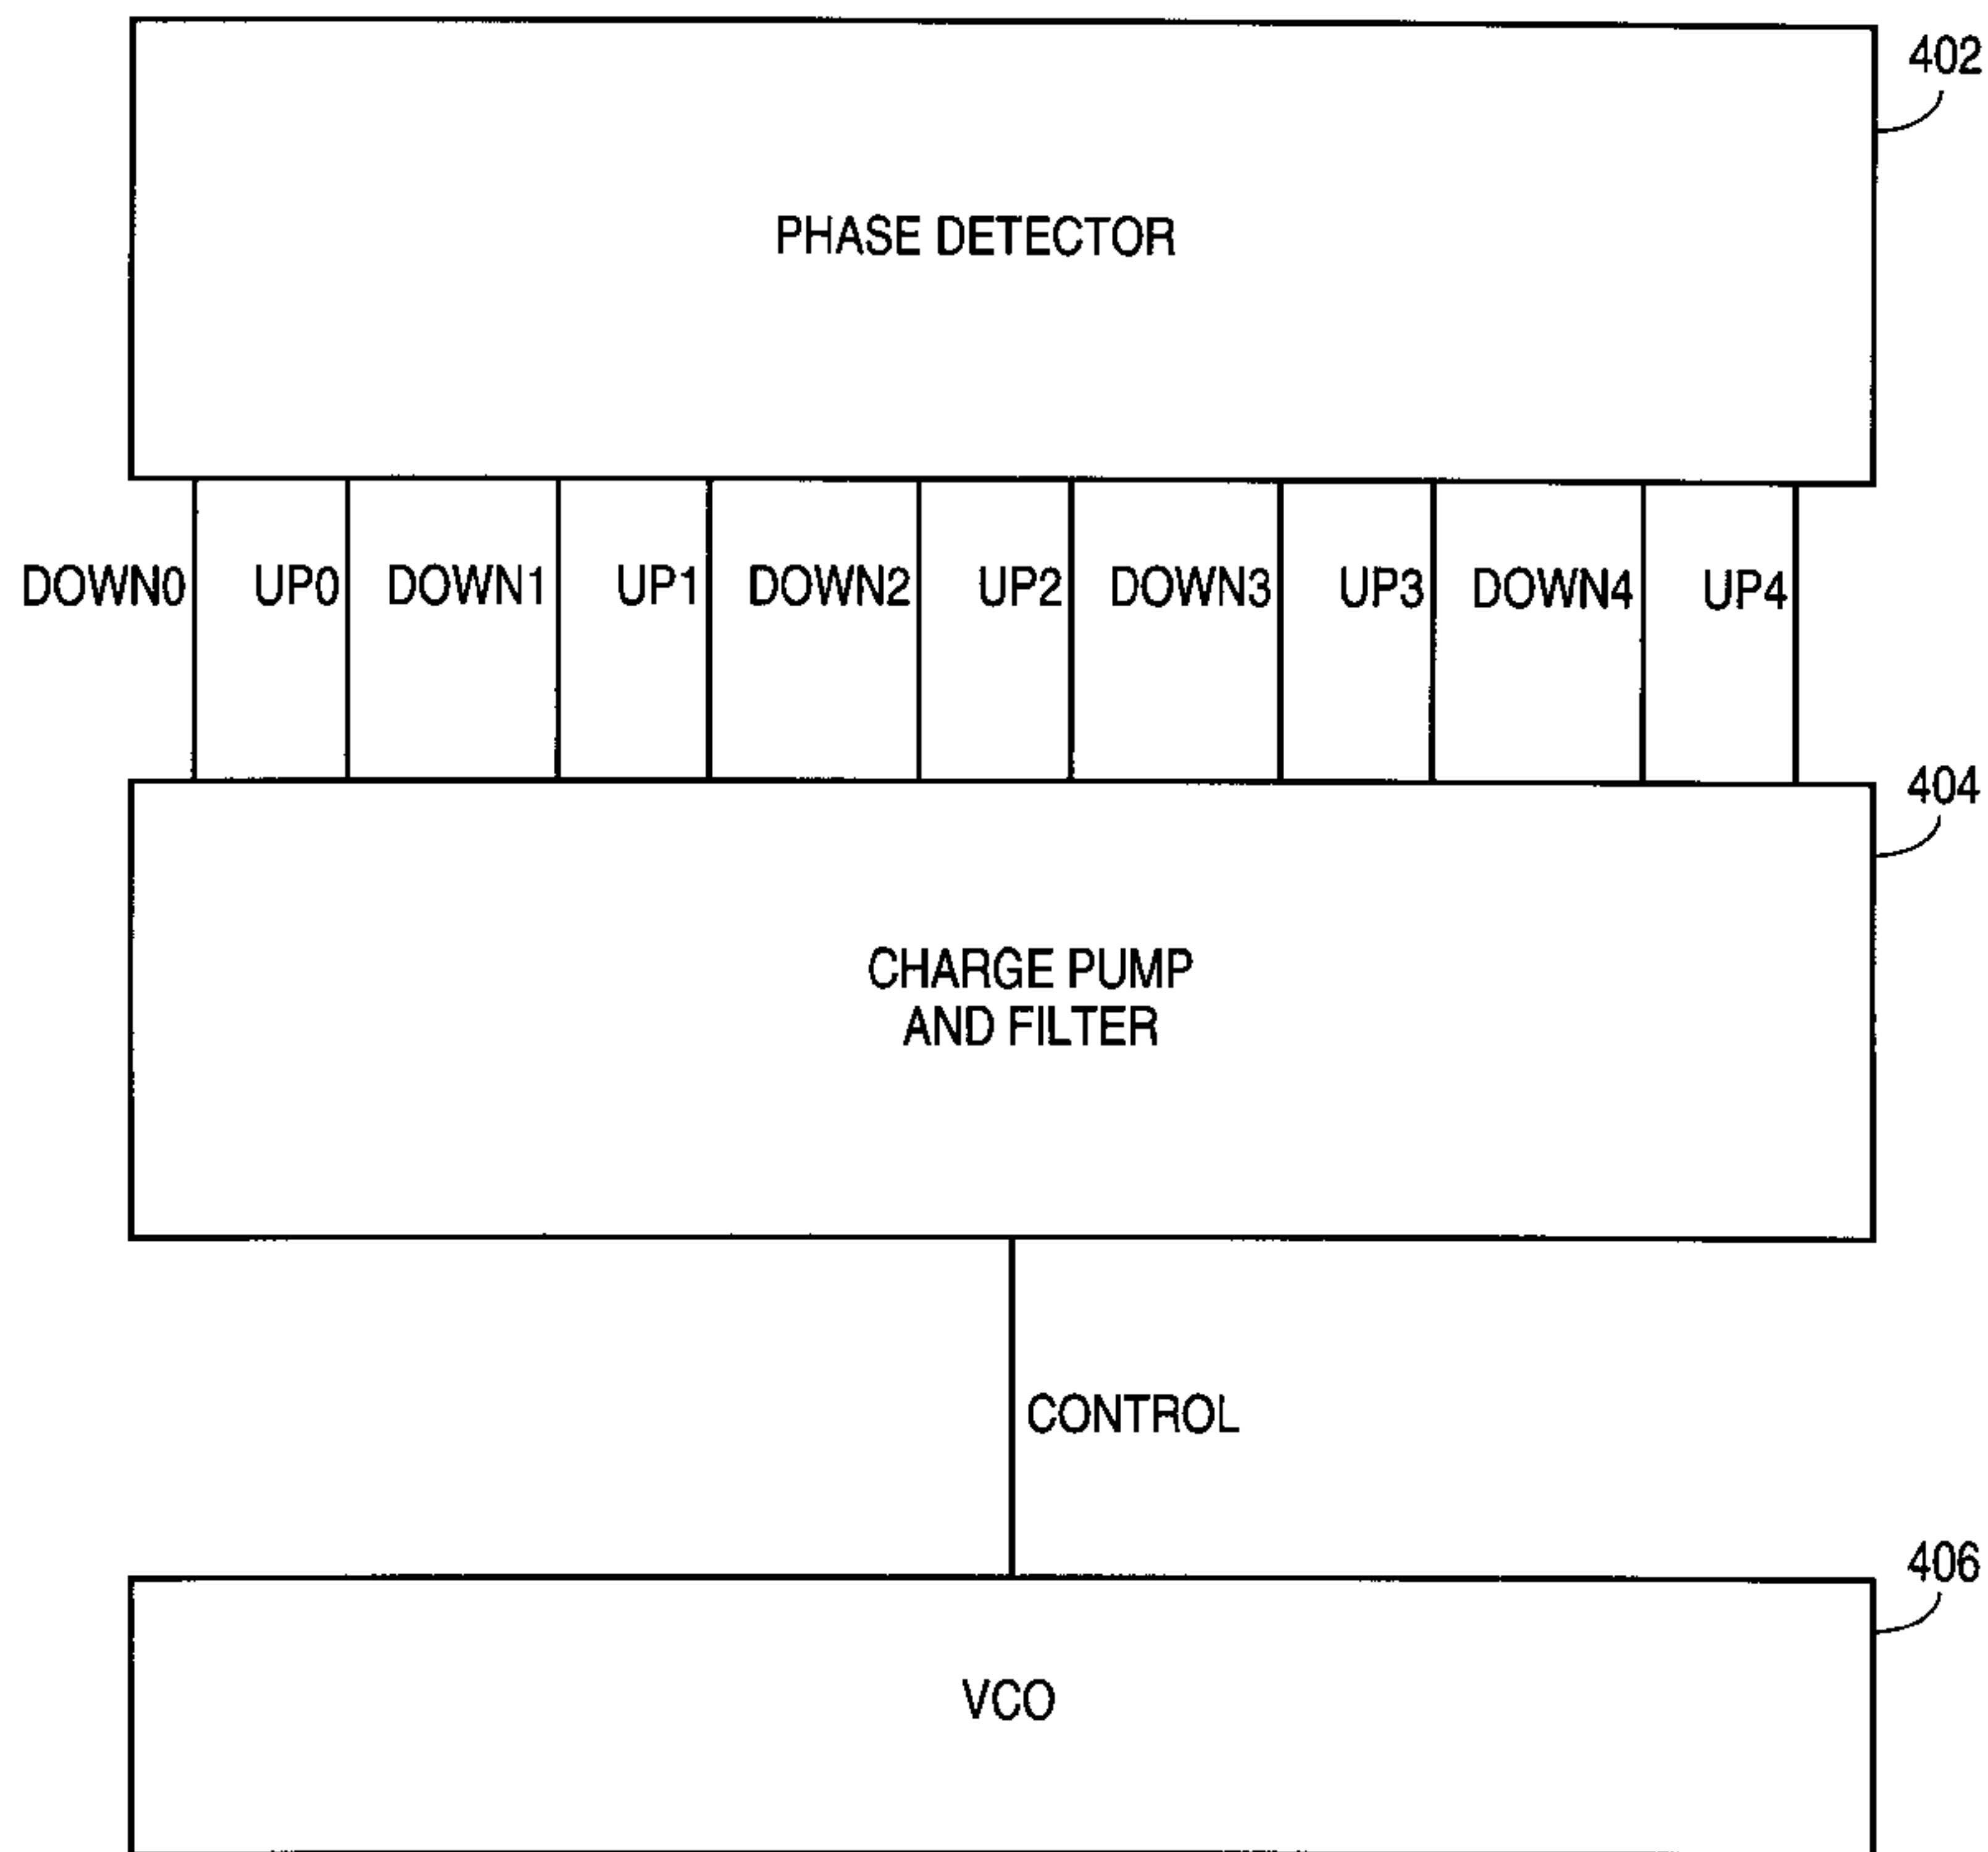 402
PHASE DETECTOR
DOWN0 UP0 DOWN1 UP1 DOWN2 UP2 DOWN3 UP3 DOWN4 UP4
404
CHARGE PUMP
AND FILTER
CONTROL
406
VCO